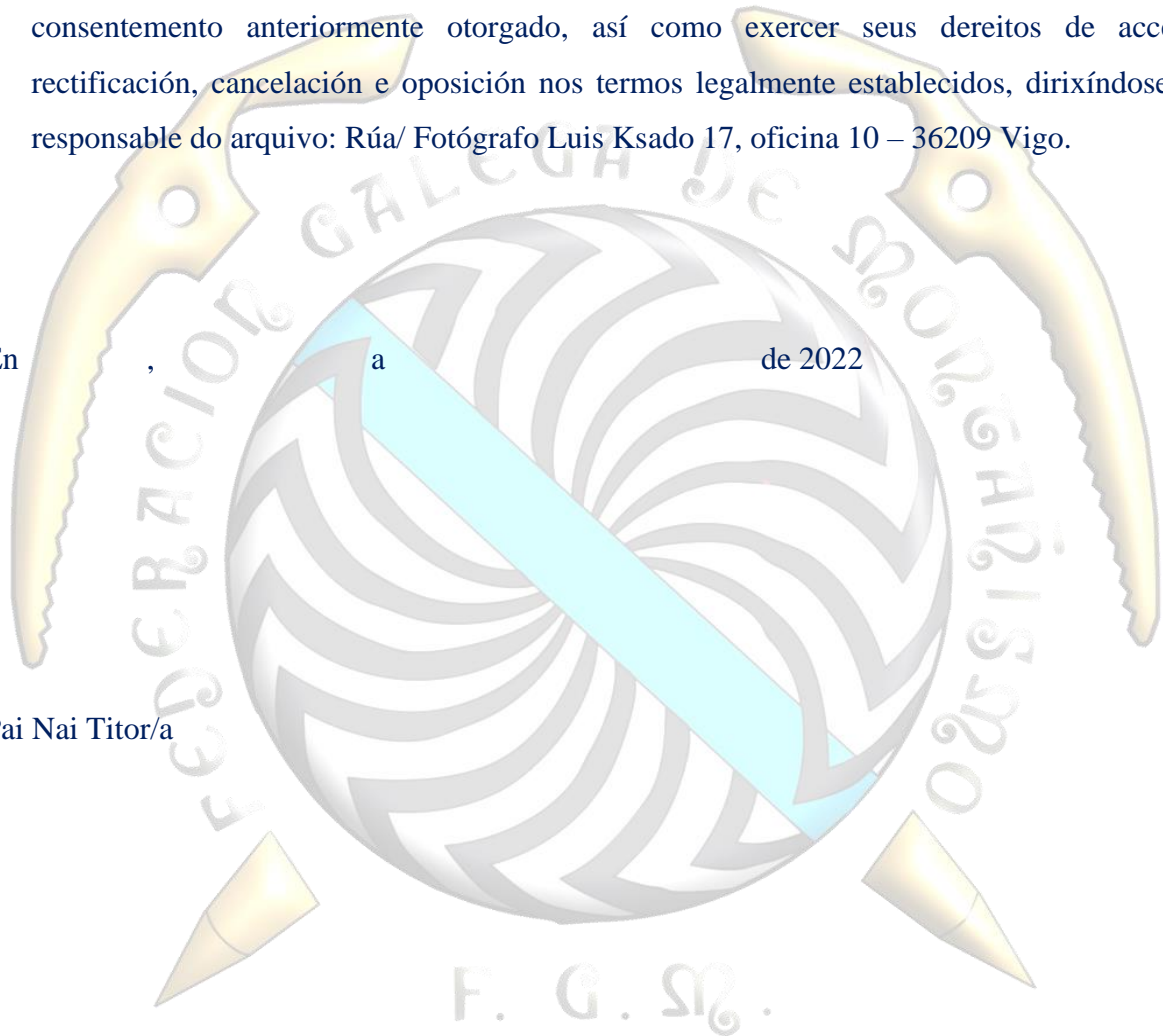 consentemento anteriormente otorgado, así como exercer seus dereitos de
rectificación, cancelación e oposición nos termos legalmente establecidos, dirixíndose
responsable do arquivo: Rúa/ Fotógrafo Luis Ksado 17, oficina 10 – 36209 Vigo.
FEDERACION GALEGA DE MONTAÑISMO
, a de 2022
Nai Titor/a
F. G. M.